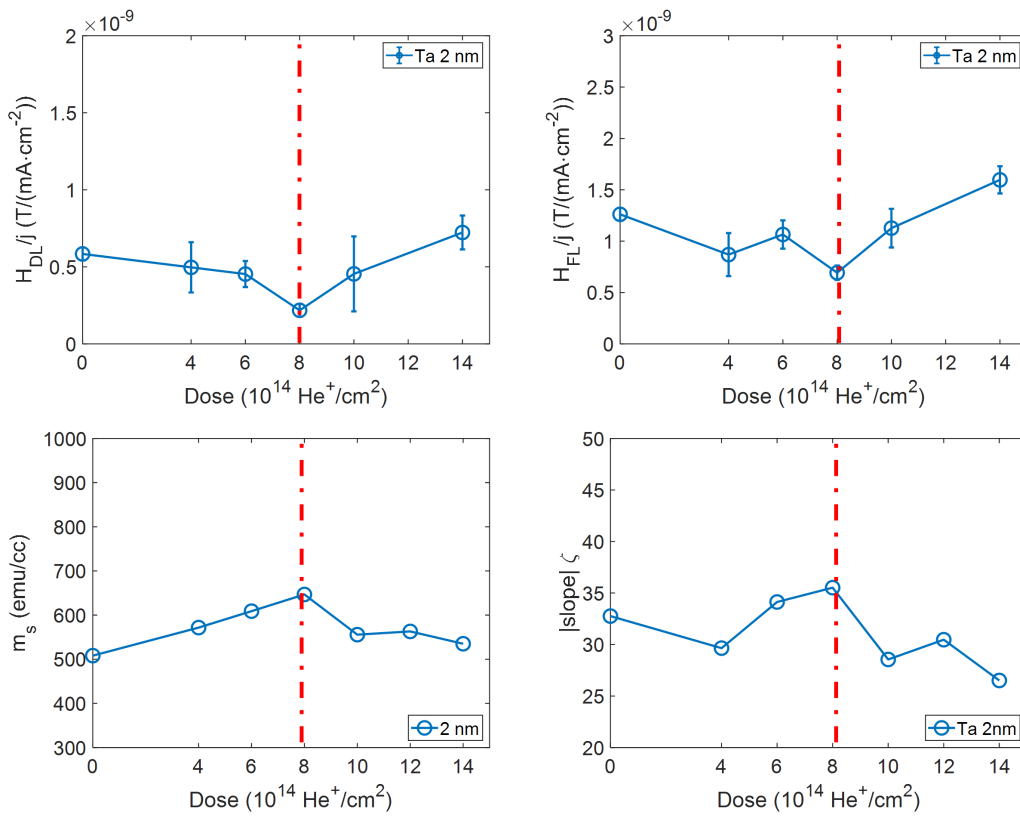 ×10⁻⁹
2
1.5
1
0.5
0
H_DL/j (T/(mA·cm⁻²))
Ta 2 nm
0 4 6 8 10 14
Dose (10¹⁴ He⁺/cm²)
×10⁻⁹
3
2.5
2
1.5
1
0.5
0
H_FL/j (T/(mA·cm⁻²))
Ta 2 nm
0 4 6 8 10 14
Dose (10¹⁴ He⁺/cm²)
1000
900
800
700
600
500
400
300
m_s (emu/cc)
2 nm
0 4 6 8 10 12 14
Dose (10¹⁴ He⁺/cm²)
50
45
40
35
30
25
20
|slope| ζ
Ta 2nm
0 4 6 8 10 12 14
Dose (10¹⁴ He⁺/cm²)